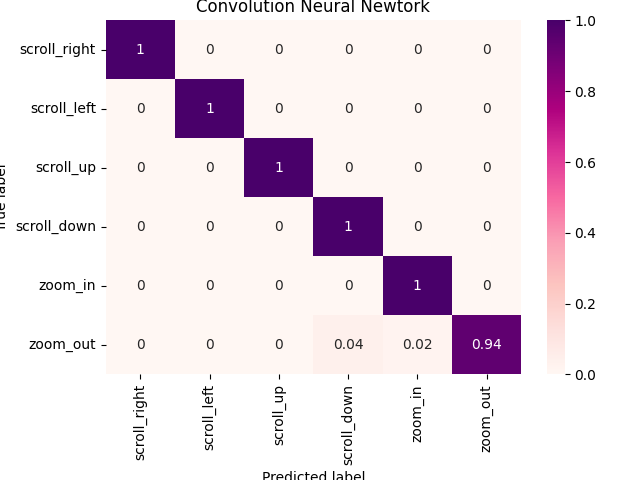 Convolution Neural Newtork
scroll_right 1 0 0 0 0 0
scroll_left 0 1 0 0 0 0
scroll_up 0 0 1 0 0 0
scroll_down 0 0 0 1 0 0
zoom_in 0 0 0 0 1 0
zoom_out 0 0 0 0.04 0.02 0.94
scroll_right scroll_left scroll_up scroll_down zoom_in zoom_out
Predicted label
True label
1.0
0.8
0.6
0.4
0.2
0.0